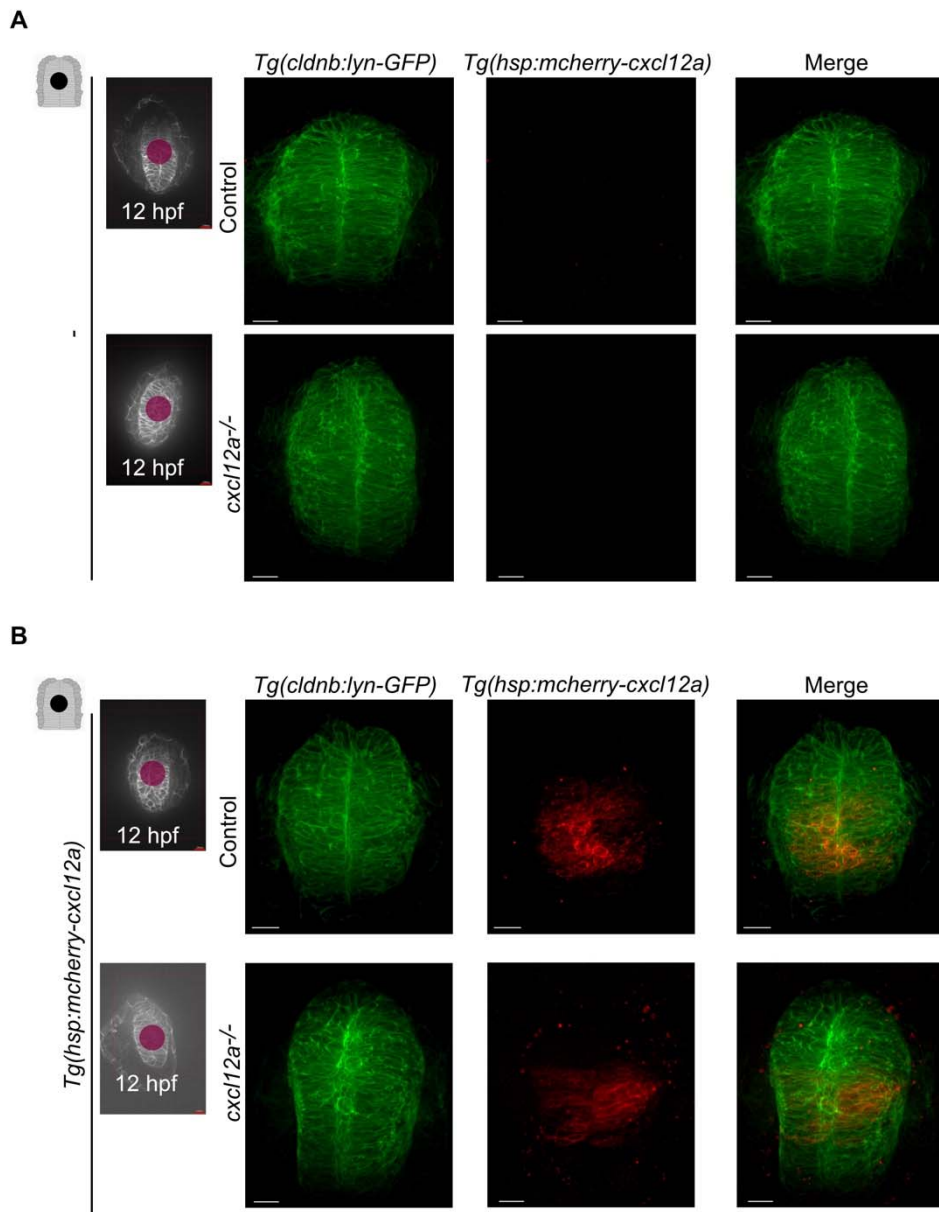 A
Tg(cldnb:lyn-GFP) Tg(hsp:mcherry-cxcl12a) Merge
12 hpf
Control
-
12 hpf
cxcl12a-/-
B
Tg(cldnb:lyn-GFP) Tg(hsp:mcherry-cxcl12a) Merge
12 hpf
Control
Tg(hsp:mcherry-cxcl12a)
12 hpf
cxcl12a-/-